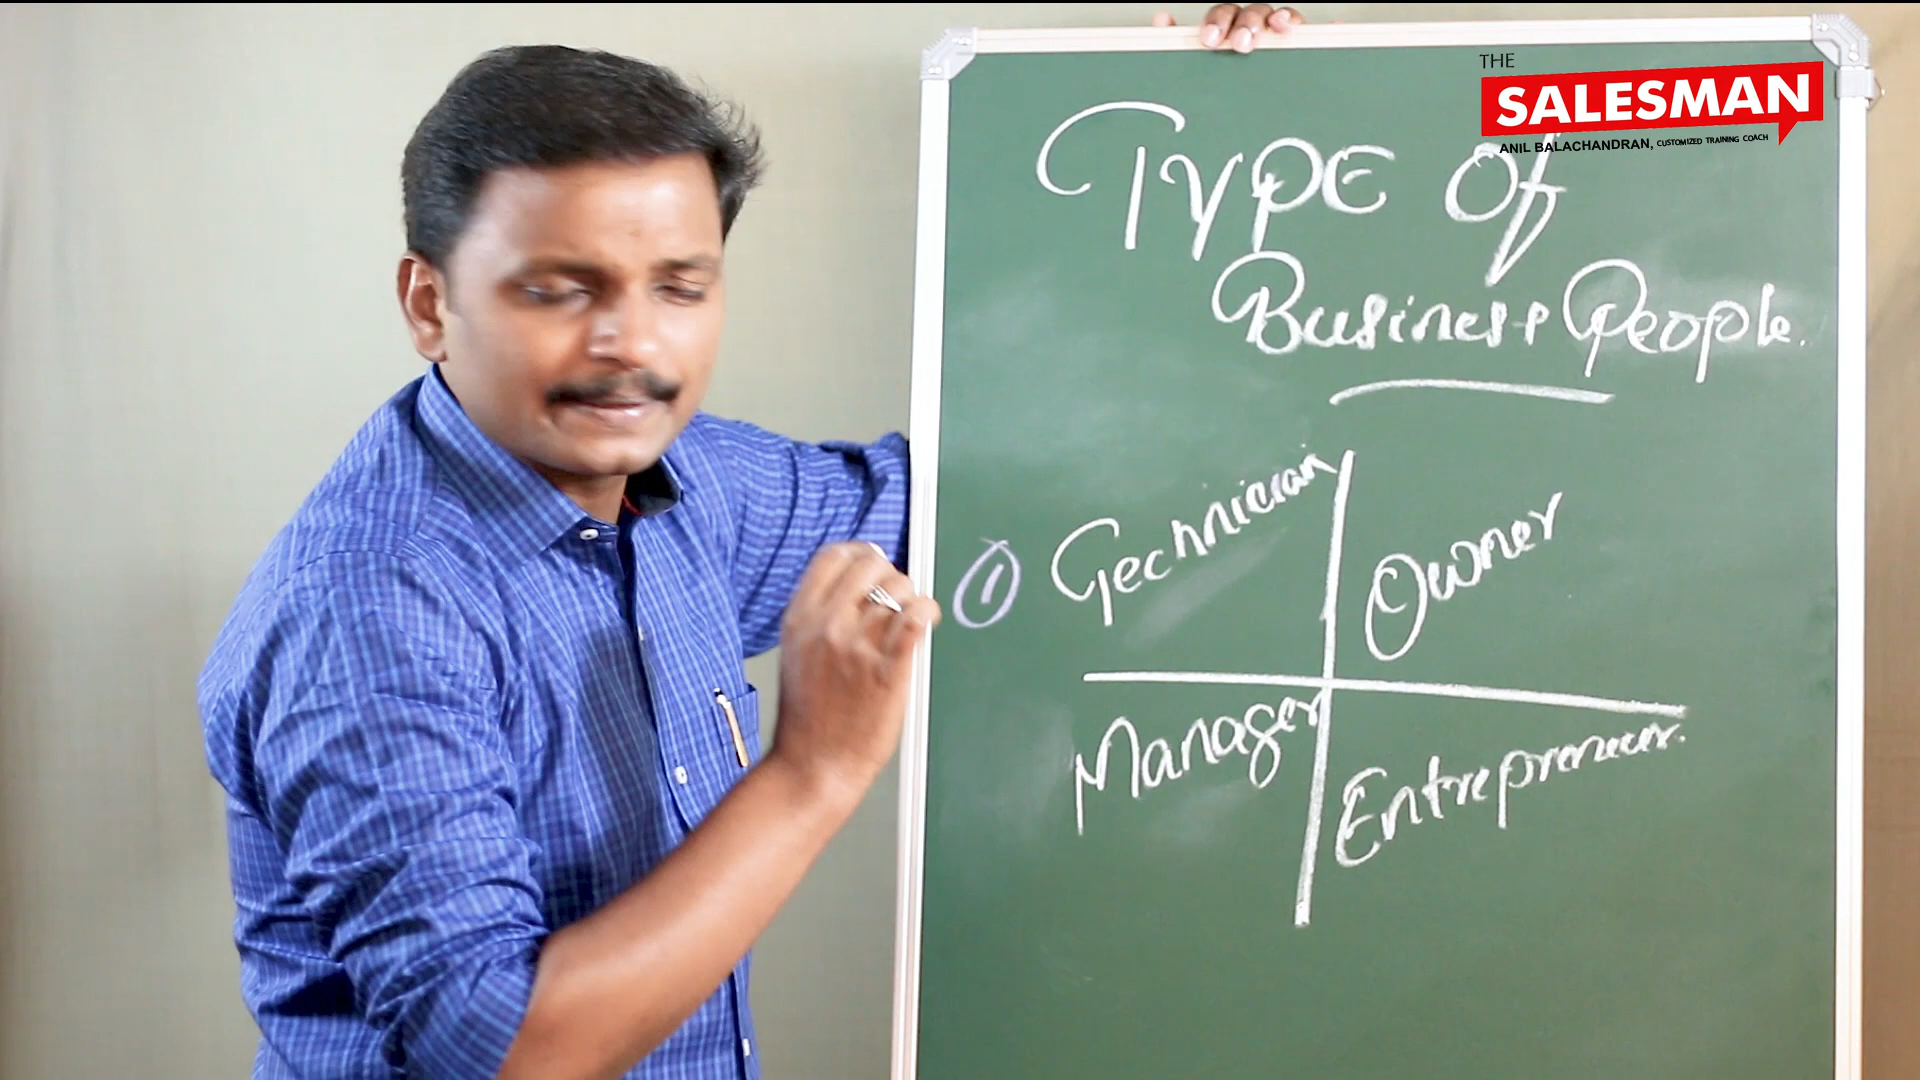 THE
SALESMAN
ANIL BALACHANDRAN, CUSTOMIZED TRAINING COACH
TYPE Of
Business People.
1 Technician
Owner
Manager
Entrepreneur.